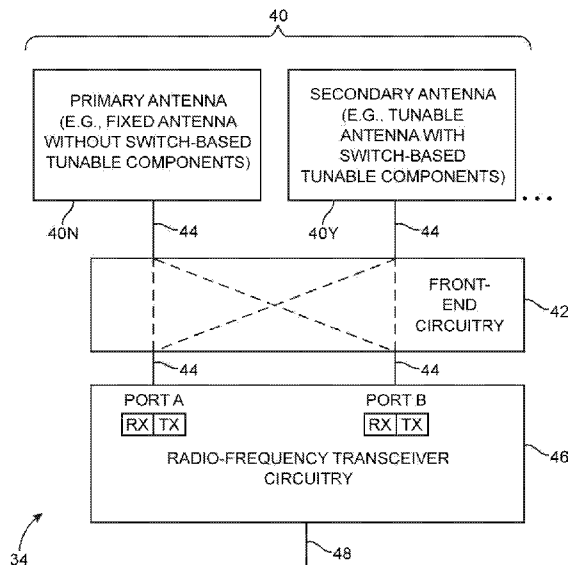 40
PRIMARY ANTENNA
(E.G., FIXED ANTENNA
WITHOUT SWITCH-BASED
TUNABLE COMPONENTS)
SECONDARY ANTENNA
(E.G., TUNABLE
ANTENNA WITH
SWITCH-BASED
TUNABLE COMPONENTS)
40N
44
40Y
44
FRONT-
END
CIRCUITRY
42
44
44
PORT A
RX TX
PORT B
RX TX
RADIO-FREQUENCY TRANSCEIVER
CIRCUITRY
46
34
48